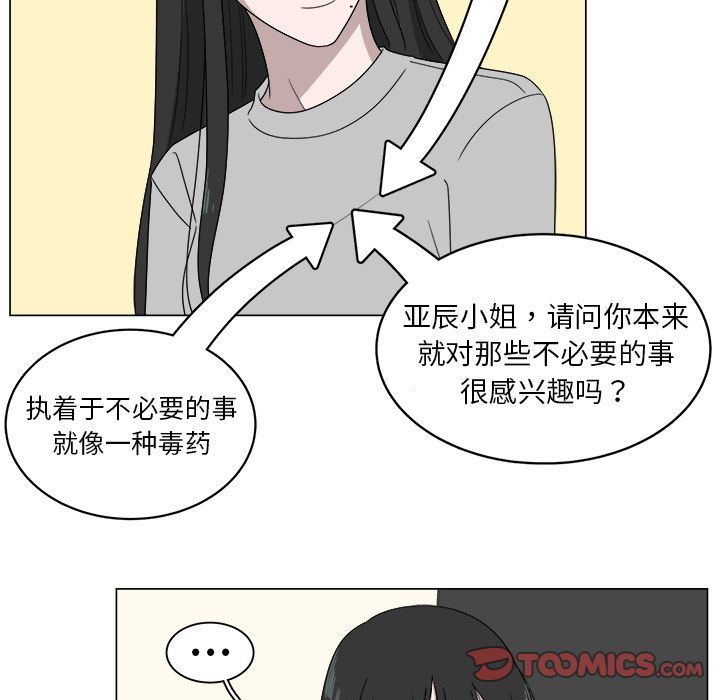 亚辰小姐，请问你本来
就对那些不必要的事
很感兴趣吗？
执着于不必要的事
就像一种毒药
...
TOOMICS.COM